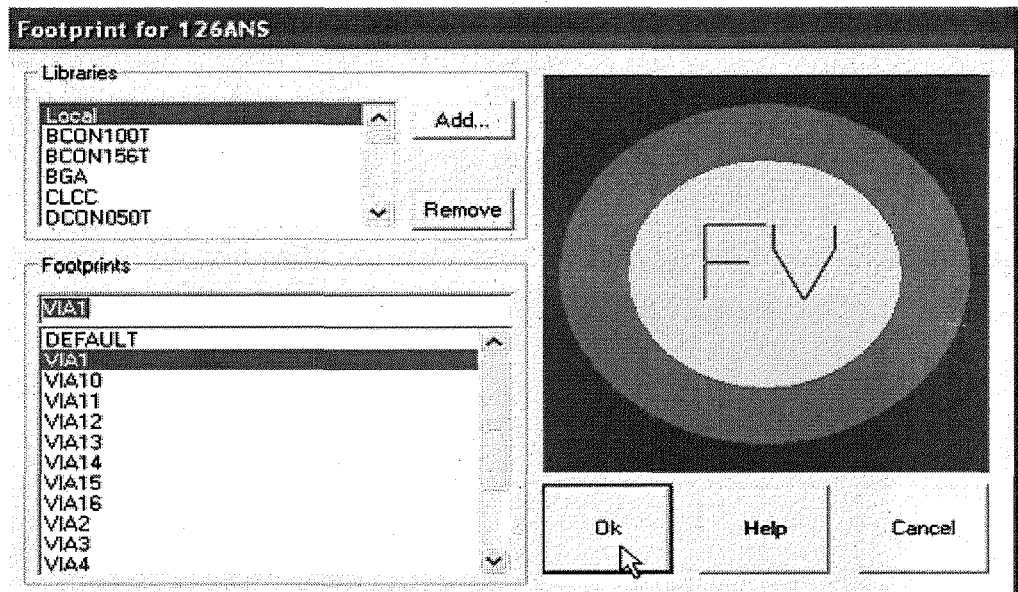 Footprint for 126ANS
Libraries
Local
BCON100T
BCON156T
BGA
CLCC
DCON050T
Add...
Remove
Footprints
VIA1
DEFAULT
VIA1
VIA10
VIA11
VIA12
VIA13
VIA14
VIA15
VIA16
VIA2
VIA3
VIA4
FV
Ok
Help
Cancel